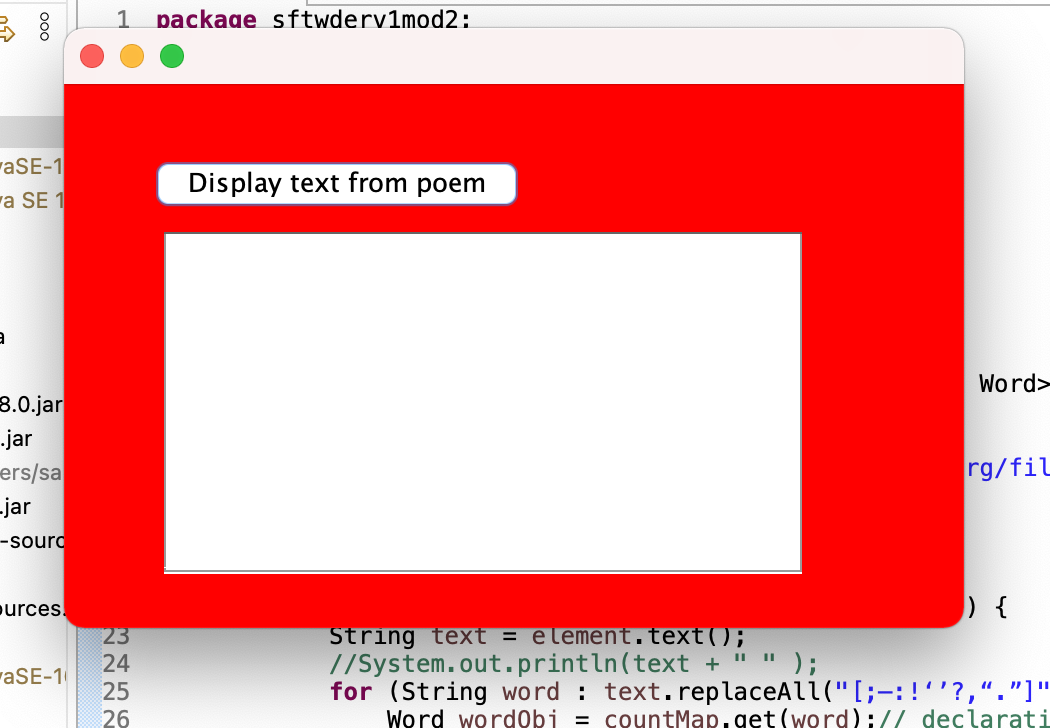 1 package sftwderv1mod2;
Display text from poem
vaSE-1
va SE 1
a
Word>
8.0.jar
.jar
rg/fil
ers/sa
.jar
-sourc
ources.
) {
23 String text = element.text();
24 //System.out.println(text + " " );
vaSE-1
25 for (String word : text.replaceAll("[;–:!‘’?,“.”]"
26 Word wordObj = countMap.get(word);// declarati